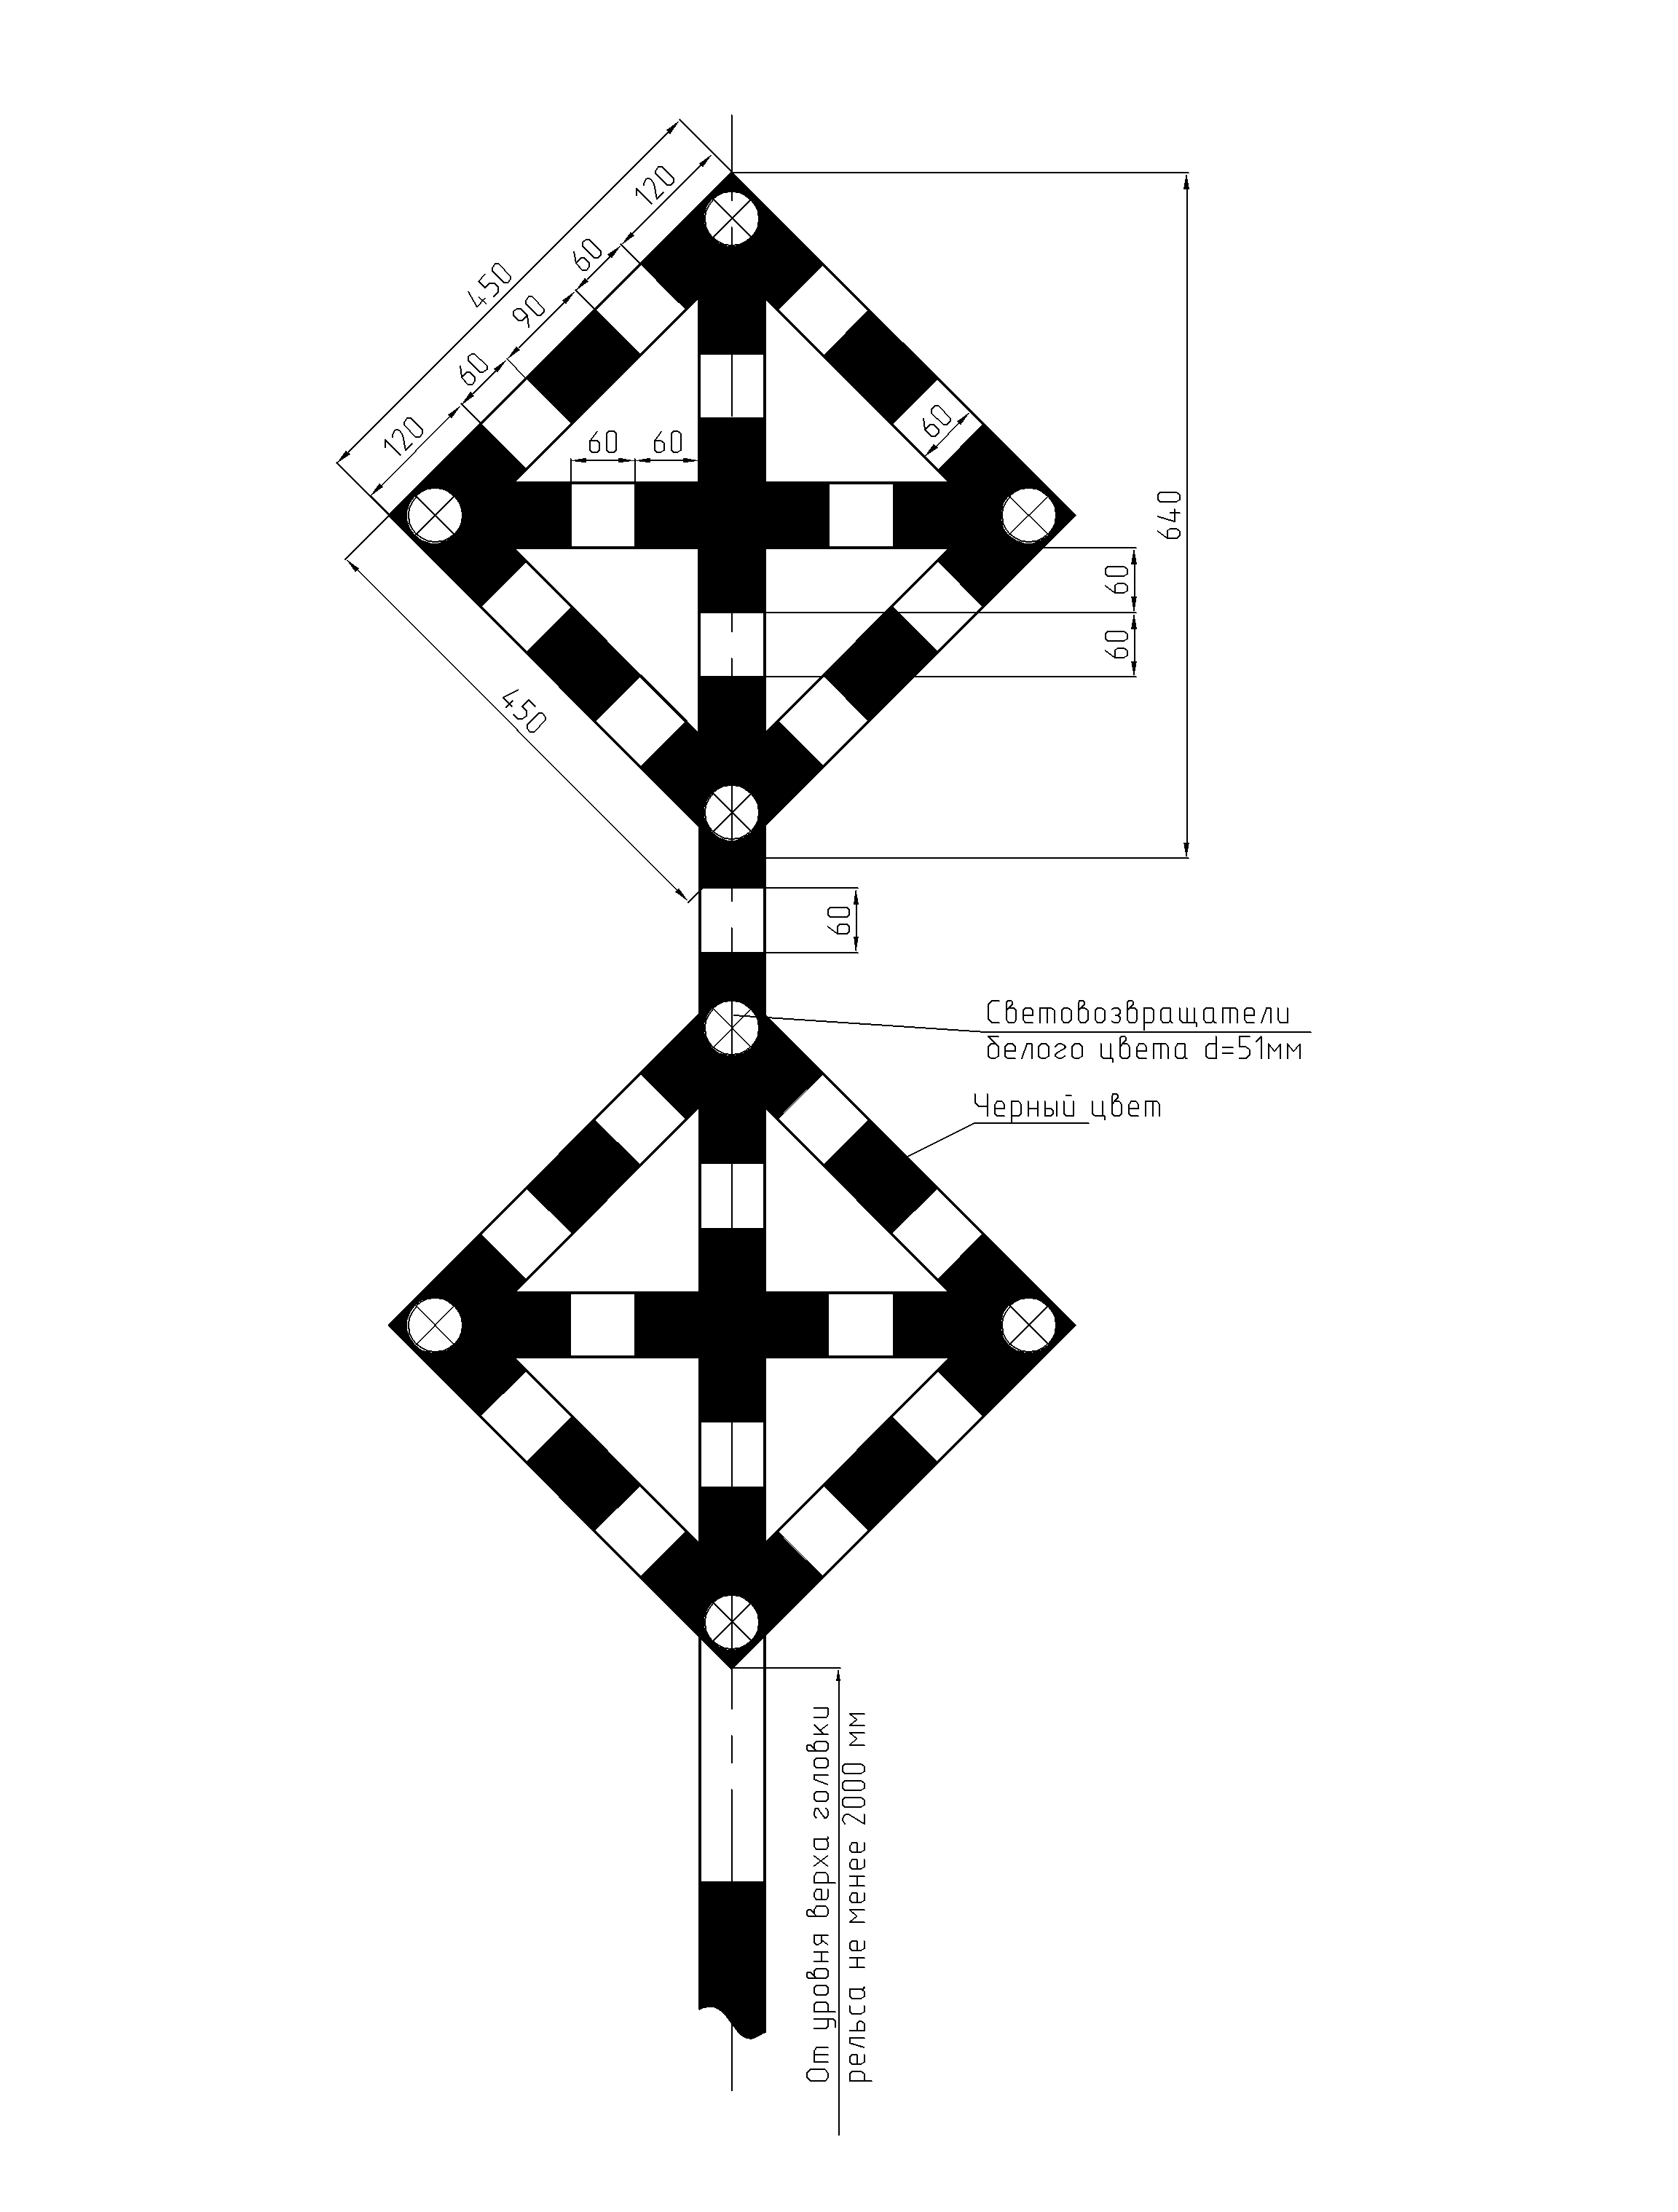 120
60
450
90
60
120
60
60
60
640
60
60
450
60
Световозвращатели
белого цвета d=51мм
Черный цвет
От уровня верха головки
рельса не менее 2000 мм